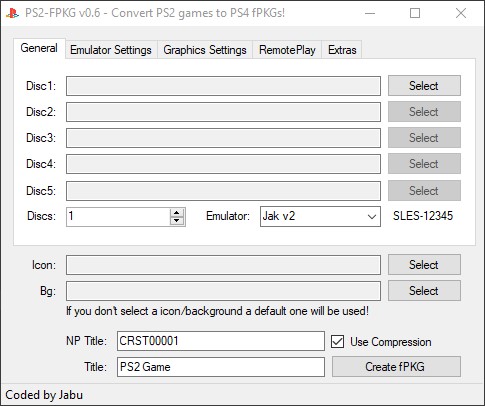 PS2-FPKG v0.6 - Convert PS2 games to PS4 fPKGs!
General Emulator Settings Graphics Settings RemotePlay Extras
Disc1: Select
Disc2: Select
Disc3: Select
Disc4: Select
Disc5: Select
Discs: 1 Emulator: Jak v2 SLES-12345
Icon: Select
Bg: Select
If you don't select a icon/background a default one will be used!
NP Title: CRST00001 Use Compression
Title: PS2 Game Create fPKG
Coded by Jabu